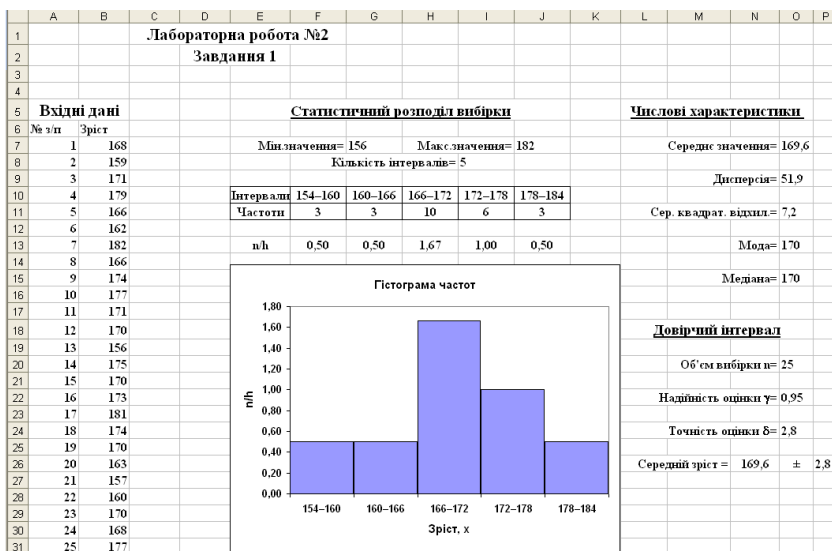 A B C D E F G H I J K L M N O P
1 Лабораторна робота №2
2 Завдання 1
3
4
5 Вхідні дані Статистичний розподіл вибірки Числові характеристики
6 № з/п Зріст
7 1 168 Мін.значення= 156 Макс.значення= 182 Середнє значення= 169,6
8 2 159 Кількість інтервалів= 5
9 3 171 Дисперсія= 51,9
10 4 179 Інтервали 154–160 160–166 166–172 172–178 178–184
11 5 166 Частоти 3 3 10 6 3 Сер. квадрат. відхил.= 7,2
12 6 162
13 7 182 n/h 0,50 0,50 1,67 1,00 0,50 Мода= 170
14 8 166
15 9 174 Медіана= 170
16 10 177
17 11 171
18 12 170 Довірчий інтервал
19 13 156
20 14 175 Об'єм вибірки n= 25
21 15 170
22 16 173 Надійність оцінки γ= 0,95
23 17 181
24 18 174 Точність оцінки δ= 2,8
25 19 170
26 20 163 Середній зріст = 169,6 ± 2,8
27 21 157
28 22 160
29 23 170
30 24 168
31 25 177
Гістограма частот
1,80
1,60
1,40
1,20
1,00
0,80
0,60
0,40
0,20
0,00
n/h
154–160 160–166 166–172 172–178 178–184
Зріст, x